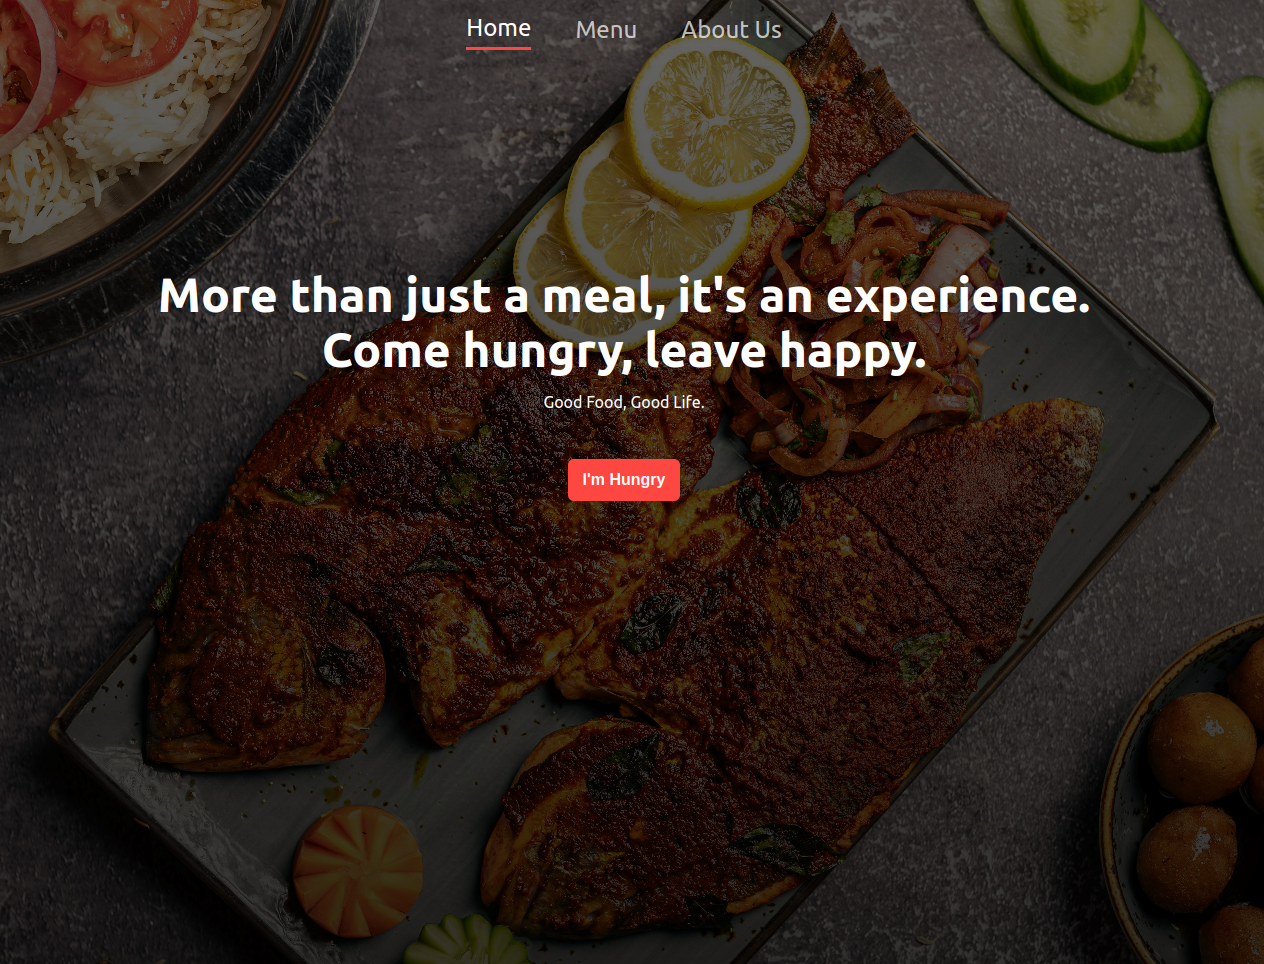 Home Menu About Us
More than just a meal, it's an experience.
Come hungry, leave happy.
Good Food, Good Life.
I'm Hungry